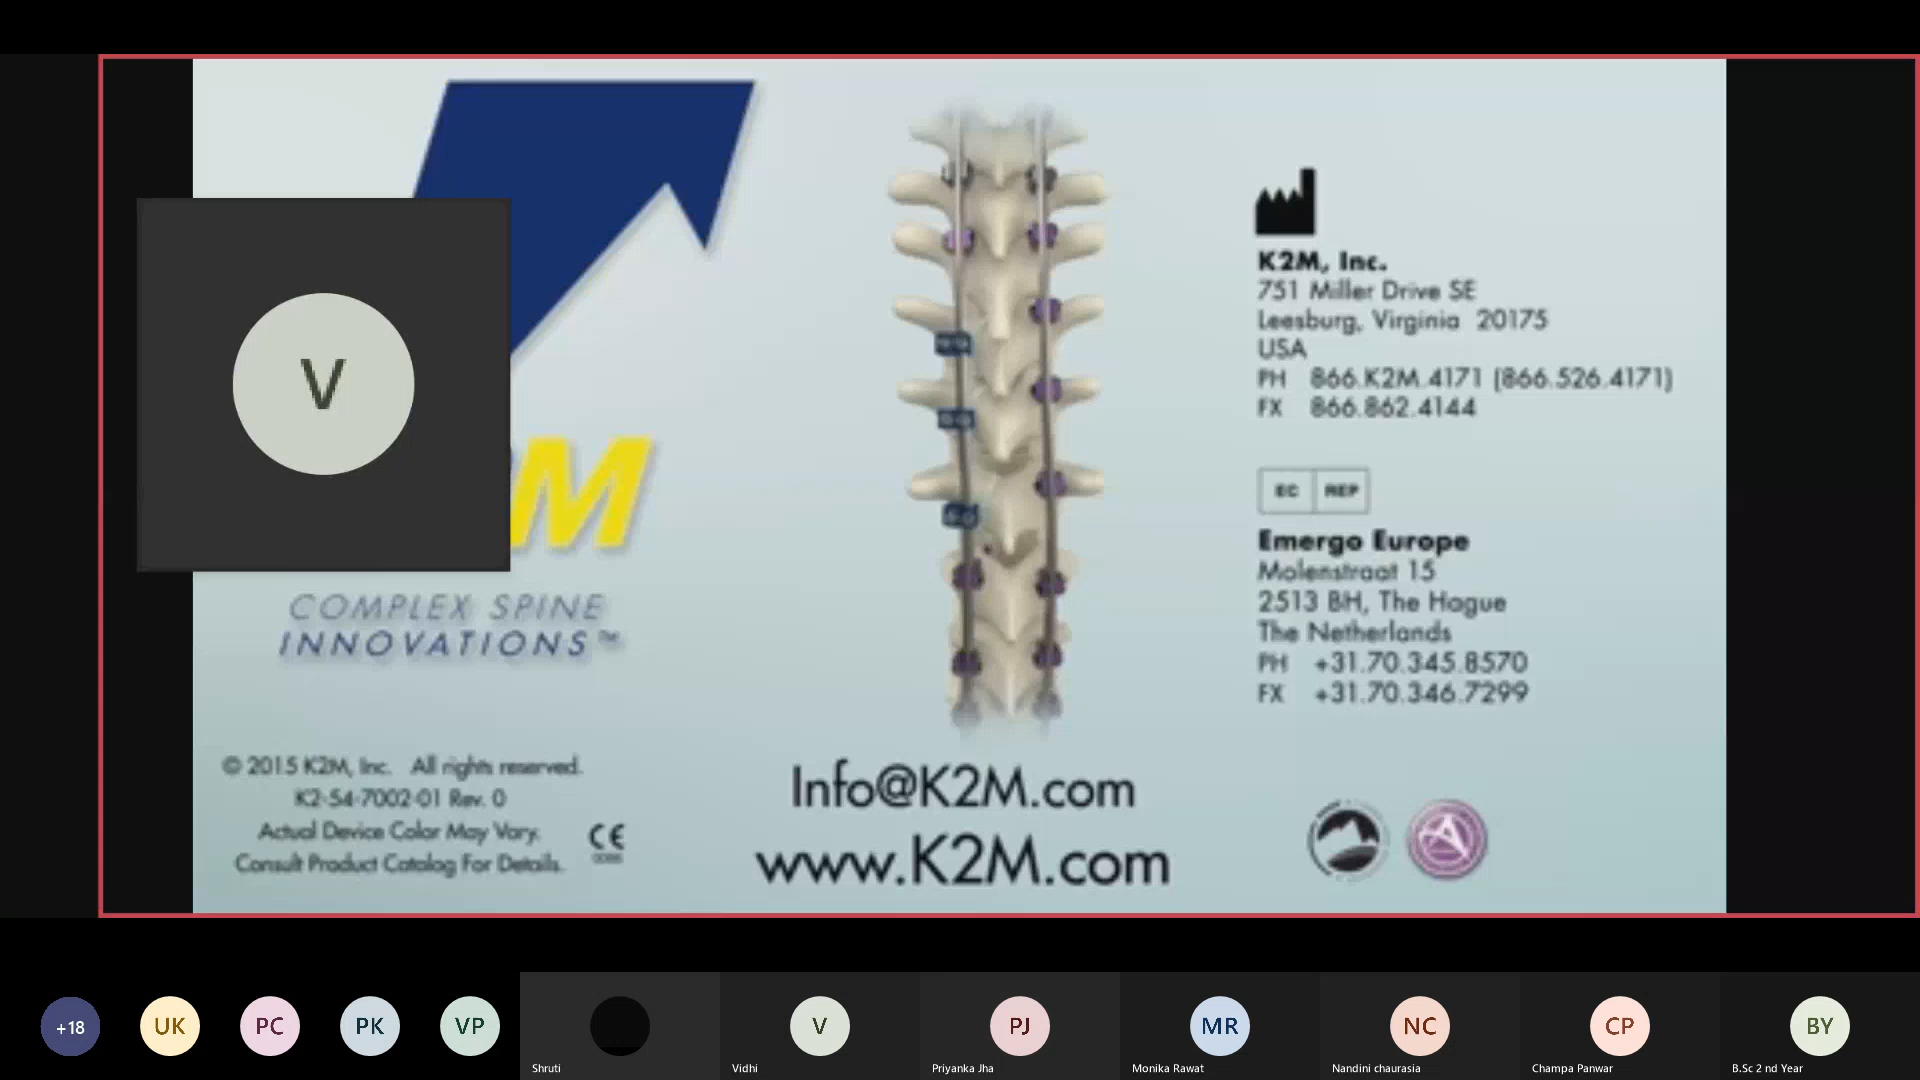 V
M
COMPLEX SPINE
INNOVATIONS™
© 2015 K2M, Inc. All rights reserved.
K2-54-7002-01 Rev. 0
Actual Device Color May Vary.
Consult Product Catalog For Details.
CE
Info@K2M.com
www.K2M.com
K2M, Inc.
751 Miller Drive SE
Leesburg, Virginia 20175
USA
PH 866.K2M.4171 (866.526.4171)
FX 866.862.4144
EC REP
Emergo Europe
Molenstraat 15
2513 BH, The Hague
The Netherlands
PH +31.70.345.8570
FX +31.70.346.7299
+18
UK
PC
PK
VP
Shruti
V
Vidhi
PJ
Priyanka Jha
MR
Monika Rawat
NC
Nandini chaurasia
CP
Champa Panwar
BY
B.Sc 2 nd Year